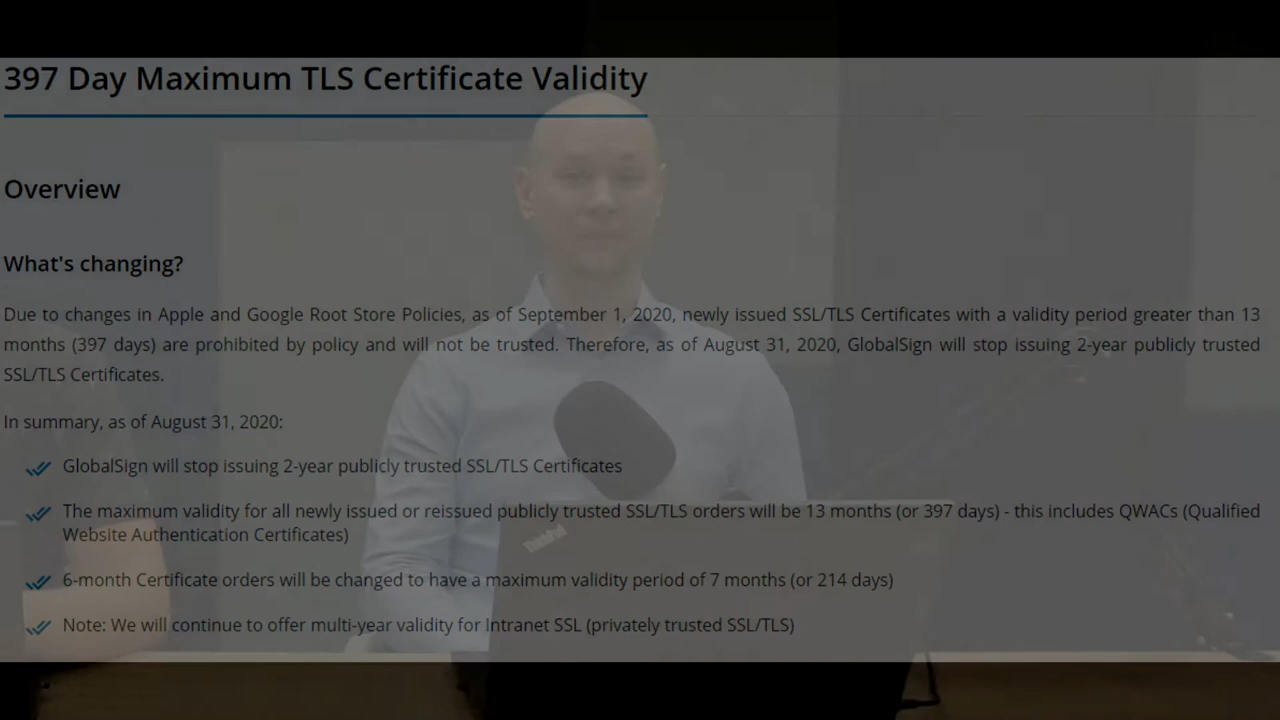 397 Day Maximum TLS Certificate Validity
Overview
What's changing?
Due to changes in Apple and Google Root Store Policies, as of September 1, 2020, newly issued SSL/TLS Certificates with a validity period greater than 13
months (397 days) are prohibited by policy and will not be trusted. Therefore, as of August 31, 2020, GlobalSign will stop issuing 2-year publicly trusted
SSL/TLS Certificates.
In summary, as of August 31, 2020:
GlobalSign will stop issuing 2-year publicly trusted SSL/TLS Certificates
The maximum validity for all newly issued or reissued publicly trusted SSL/TLS orders will be 13 months (or 397 days) - this includes QWACs (Qualified
Website Authentication Certificates)
6-month Certificate orders will be changed to have a maximum validity period of 7 months (or 214 days)
Note: We will continue to offer multi-year validity for Intranet SSL (privately trusted SSL/TLS)
ThinkPad